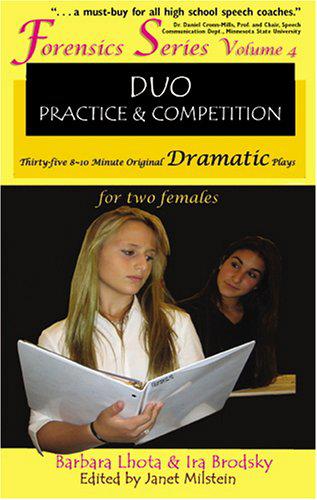 “. . . a must-buy for all high school speech coaches.”
Dr. Daniel Cronn-Mills, Prof. and Chair, Speech
Communication Dept., Minnesota State University
Forensics Series Volume 4
DUO
PRACTICE & COMPETITION
Thirty-five 8~10 Minute Original Dramatic Plays
for two females
Barbara Lhota & Ira Brodsky
Edited by Janet Milstein